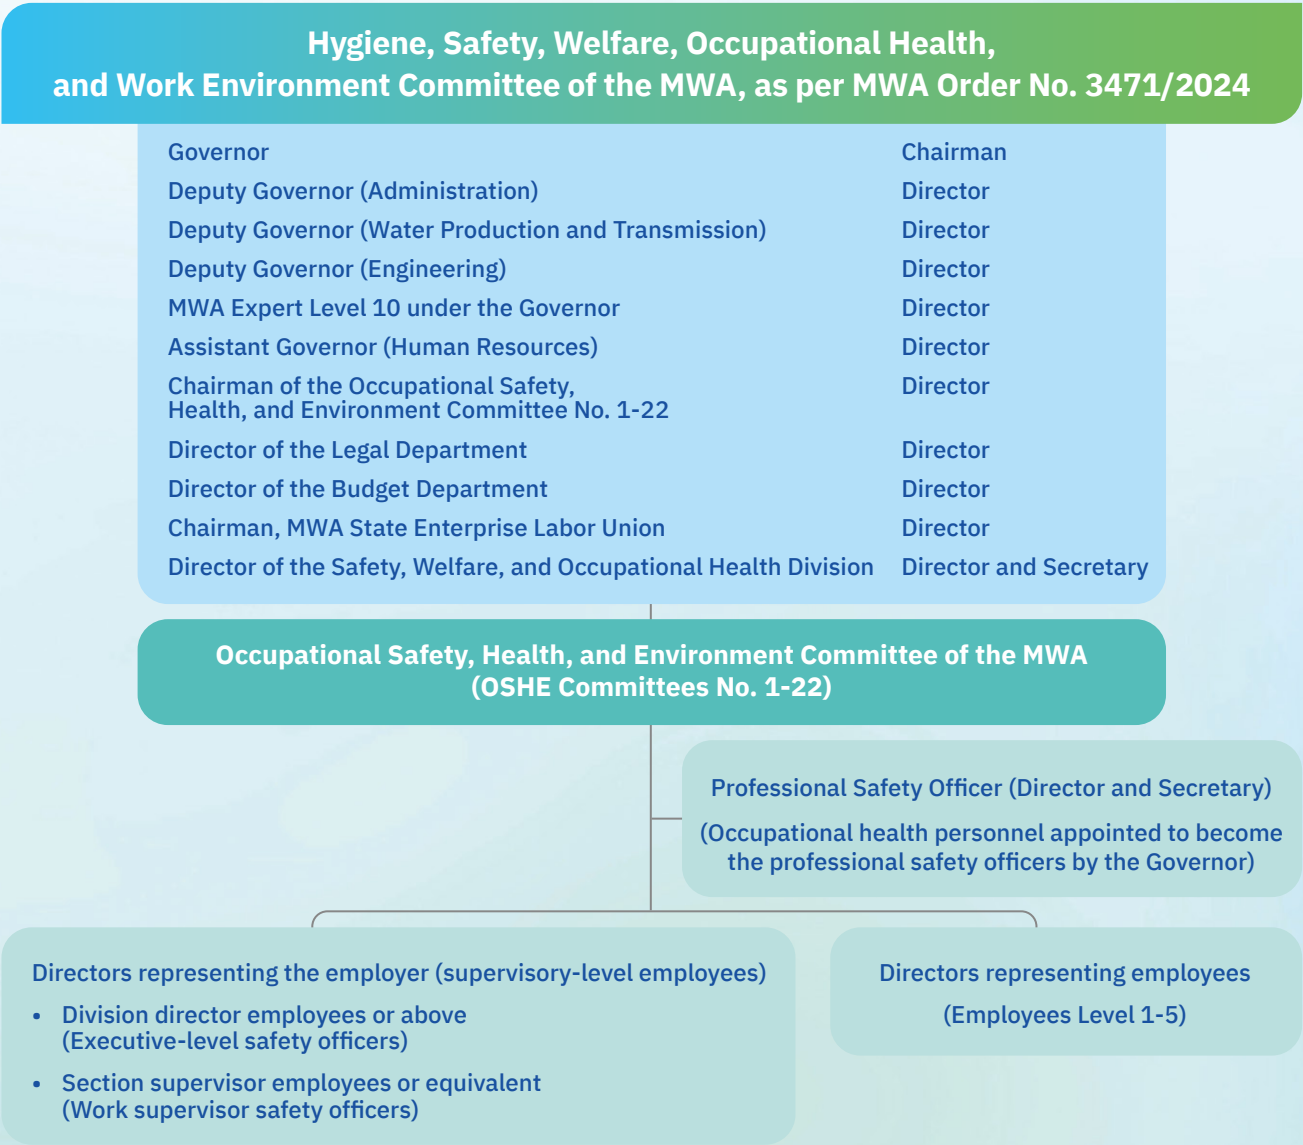 Hygiene, Safety, Welfare, Occupational Health,
and Work Environment Committee of the MWA, as per MWA Order No. 3471/2024
Governor Chairman
Deputy Governor (Administration) Director
Deputy Governor (Water Production and Transmission) Director
Deputy Governor (Engineering) Director
MWA Expert Level 10 under the Governor Director
Assistant Governor (Human Resources) Director
Chairman of the Occupational Safety, Director
Health, and Environment Committee No. 1-22
Director of the Legal Department Director
Director of the Budget Department Director
Chairman, MWA State Enterprise Labor Union Director
Director of the Safety, Welfare, and Occupational Health Division Director and Secretary
Occupational Safety, Health, and Environment Committee of the MWA
(OSHE Committees No. 1-22)
Professional Safety Officer (Director and Secretary)
(Occupational health personnel appointed to become
the professional safety officers by the Governor)
Directors representing the employer (supervisory-level employees)
• Division director employees or above
(Executive-level safety officers)
• Section supervisor employees or equivalent
(Work supervisor safety officers)
Directors representing employees
(Employees Level 1-5)